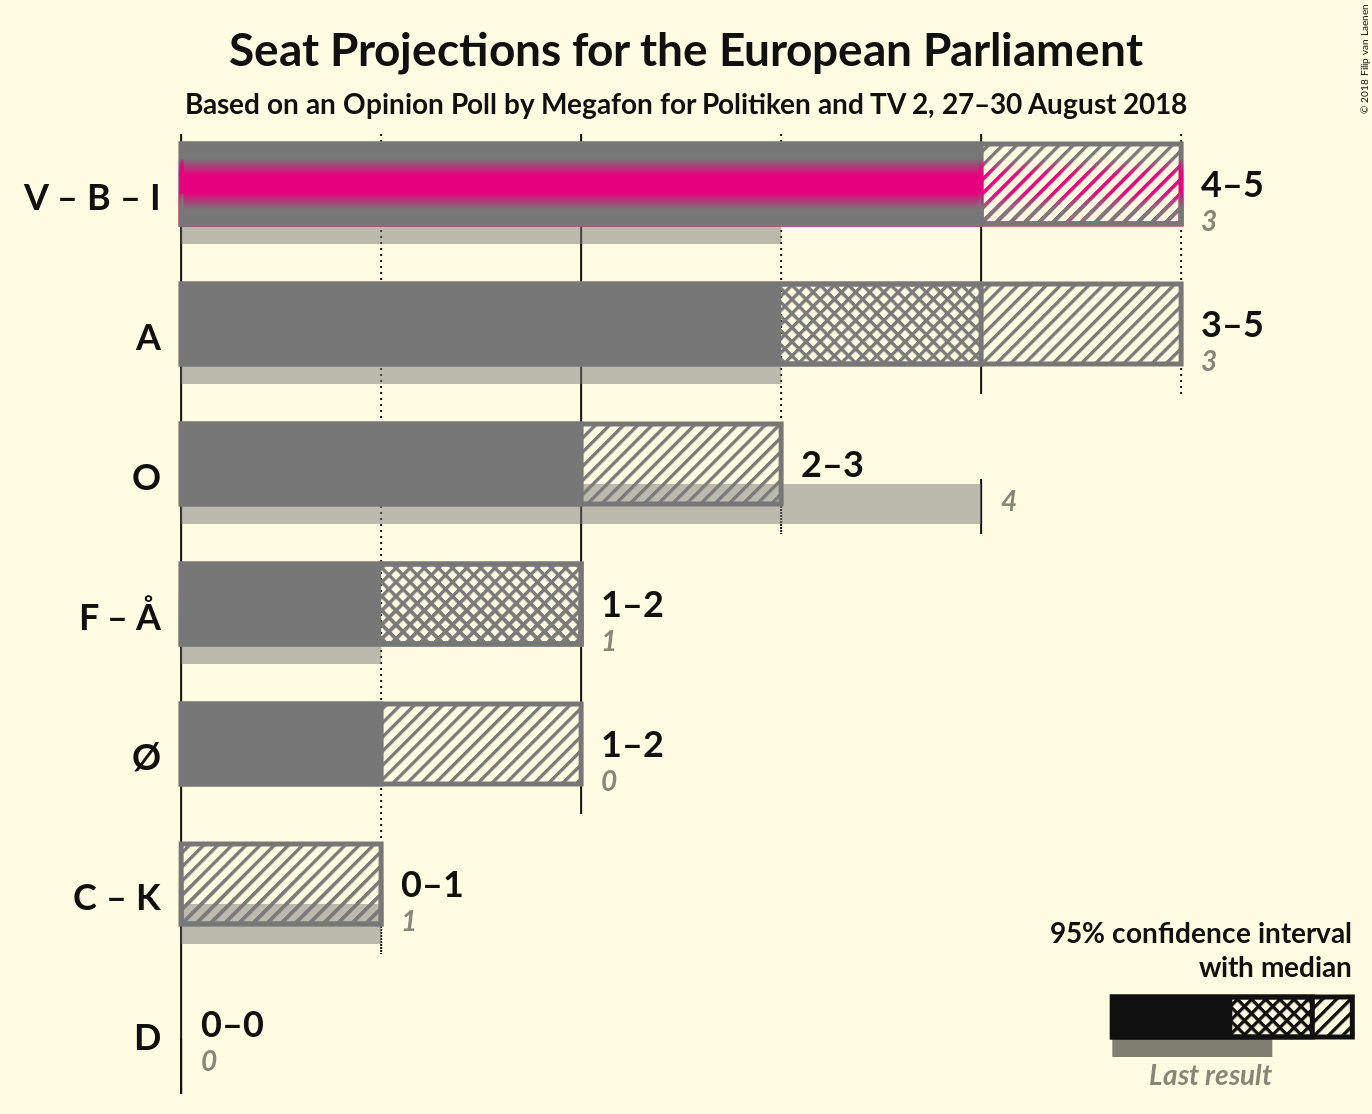 Seat Projections for the European Parliament
Based on an Opinion Poll by Megafon for Politiken and TV 2, 27–30 August 2018
© 2018 Filip van Laenen
V – B – I
4–5
3
A
3–5
3
O
2–3
4
F – Å
1–2
1
Ø
1–2
0
C – K
0–1
1
D
0–0
0
95% confidence interval
with median
Last result